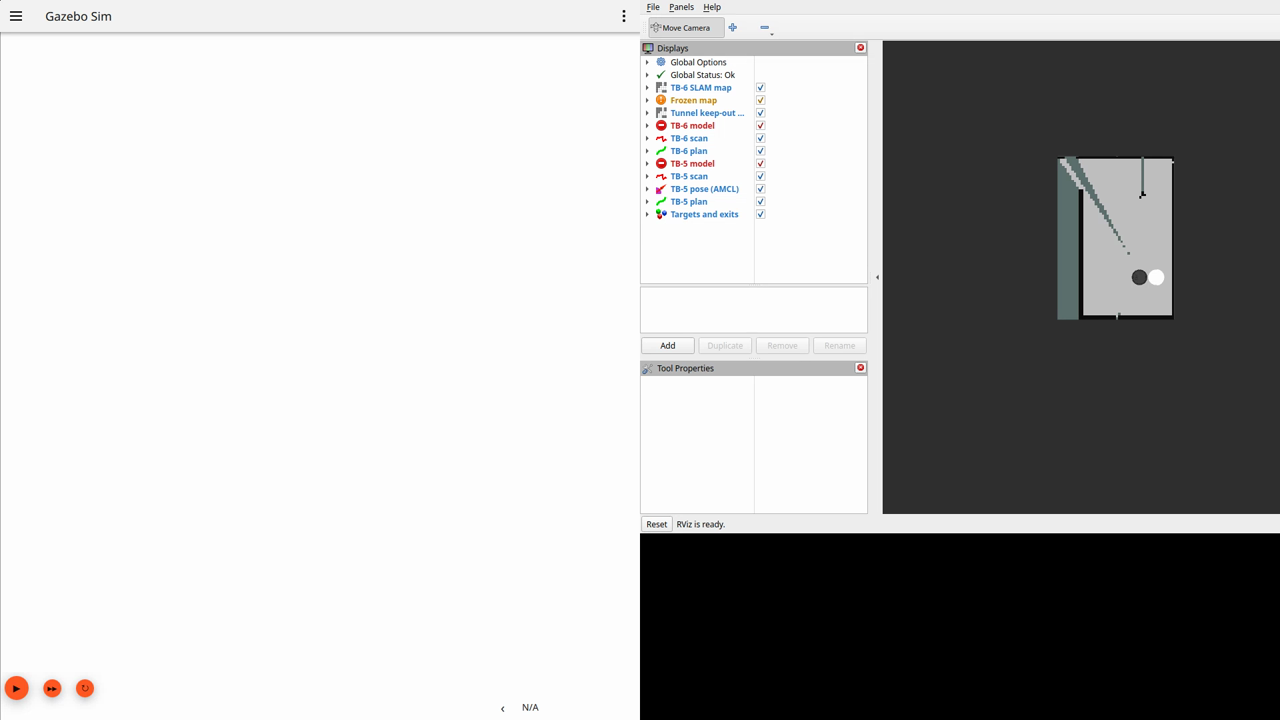 Gazebo Sim
N/A
File Panels Help
Move Camera
Displays
Global Options
Global Status: Ok
TB-6 SLAM map
Frozen map
Tunnel keep-out ...
TB-6 model
TB-6 scan
TB-6 plan
TB-5 model
TB-5 scan
TB-5 pose (AMCL)
TB-5 plan
Targets and exits
Add Duplicate Remove Rename
Tool Properties
Reset RViz is ready.